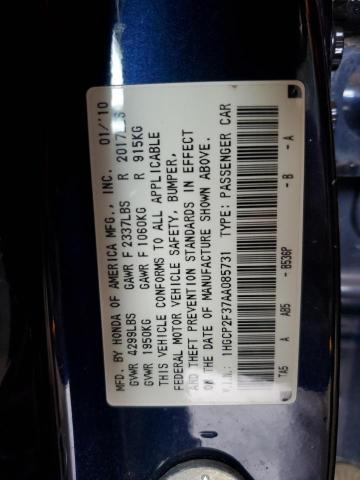 MFD. BY HONDA OF AMERICA MFG., INC. 01/'10
GVWR 4299LBS GAWR F 2337LBS R 2017LBS
GVWR 1950KG GAWR F 1060KG R 915KG
THIS VEHICLE CONFORMS TO ALL APPLICABLE
FEDERAL MOTOR VEHICLE SAFETY, BUMPER,
AND THEFT PREVENTION STANDARDS IN EFFECT
ON THE DATE OF MANUFACTURE SHOWN ABOVE.
V.I.N.: 1HGCP2F37AA085731 TYPE: PASSENGER CAR
TA5 A AB5 B536P - B - A